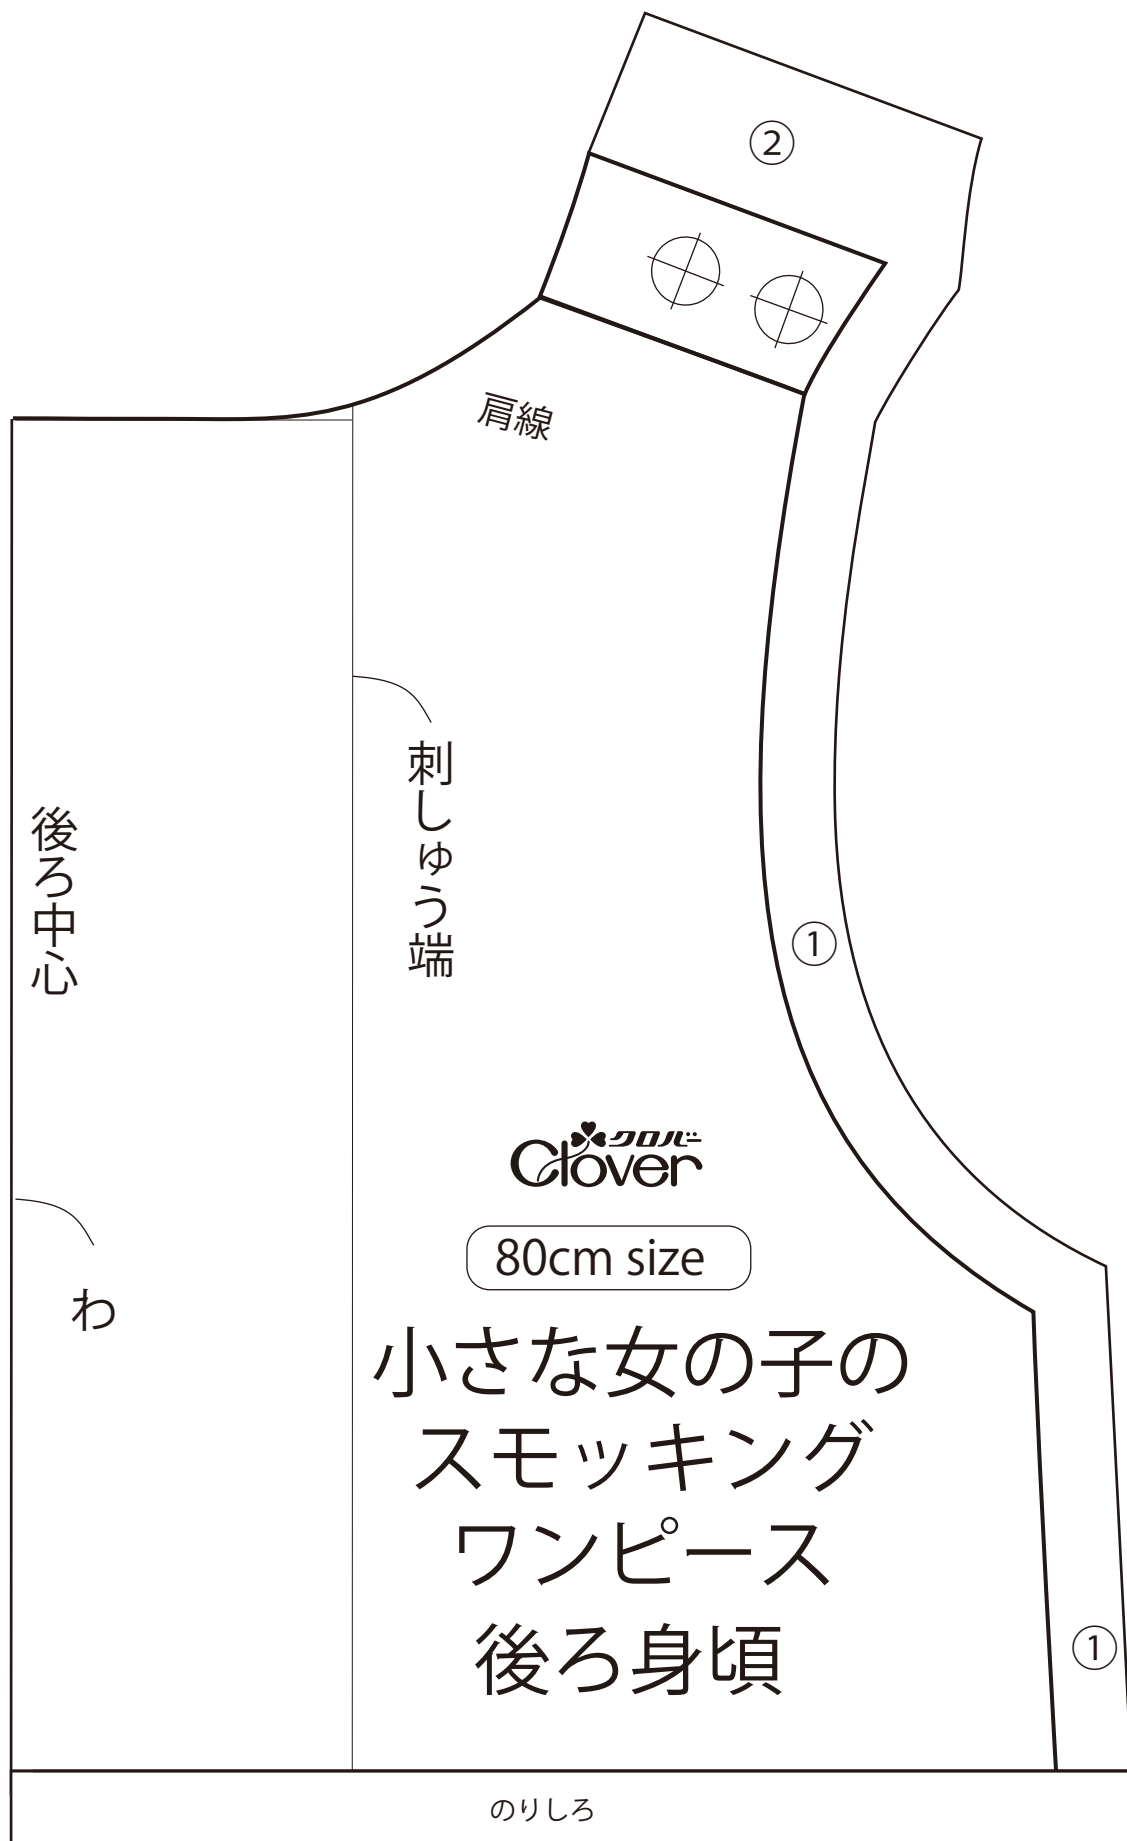 ②
肩線
刺しゅう端
後ろ中心
①
クロバー
Clover
80cm size
わ
小さな女の子の
スモッキング
ワンピース
後ろ身頃
①
のりしろ